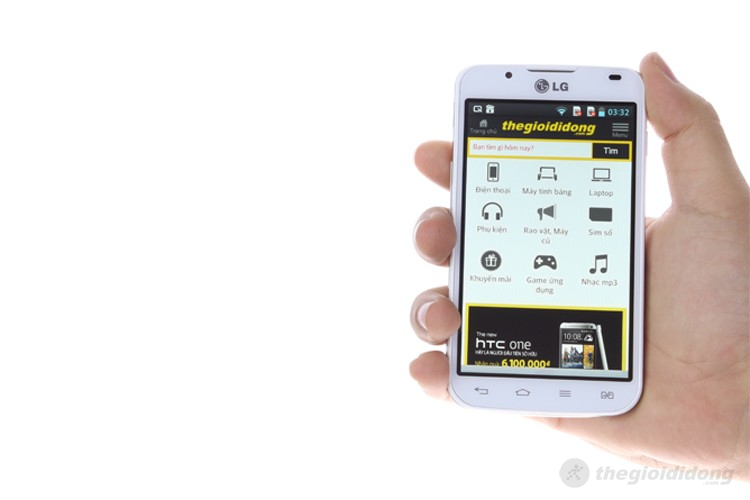 LG
03:32
Trang chủ
thegioididong
.com
Menu
Bạn tìm gì hôm nay?
Tìm
Điện thoại
Máy tính bảng
Laptop
Phụ kiện
Rao vặt, Máy cũ
Sim số
Khuyến mãi
Game ứng dụng
Nhạc mp3
The new
hTC one
HÃY LÀ NGƯỜI ĐẦU TIÊN SỞ HỮU
Nhận quà 6.100.000đ
thegioididong
.com